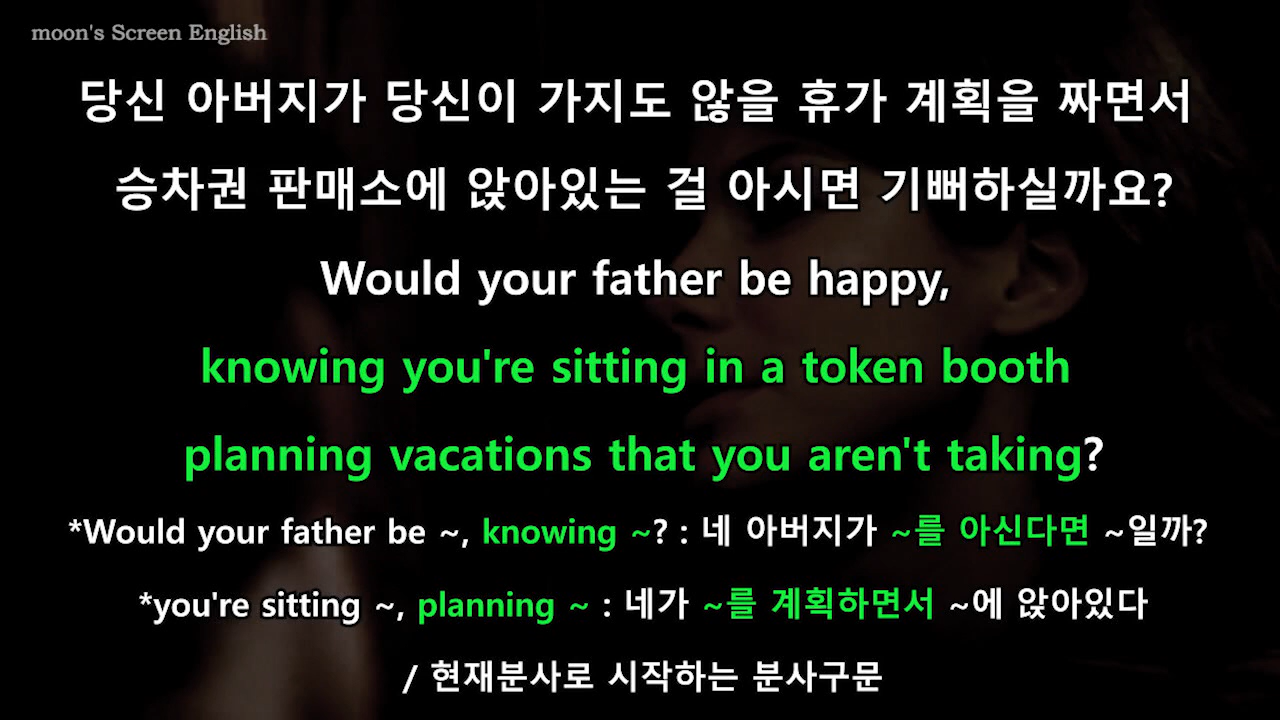 moon's Screen English
당신 아버지가 당신이 가지도 않을 휴가 계획을 짜면서
승차권 판매소에 앉아있는 걸 아시면 기뻐하실까요?
Would your father be happy,
knowing you're sitting in a token booth
planning vacations that you aren't taking?
*Would your father be ~, knowing ~? : 네 아버지가 ~를 아신다면 ~일까?
*you're sitting ~, planning ~ : 네가 ~를 계획하면서 ~에 앉아있다
/ 현재분사로 시작하는 분사구문